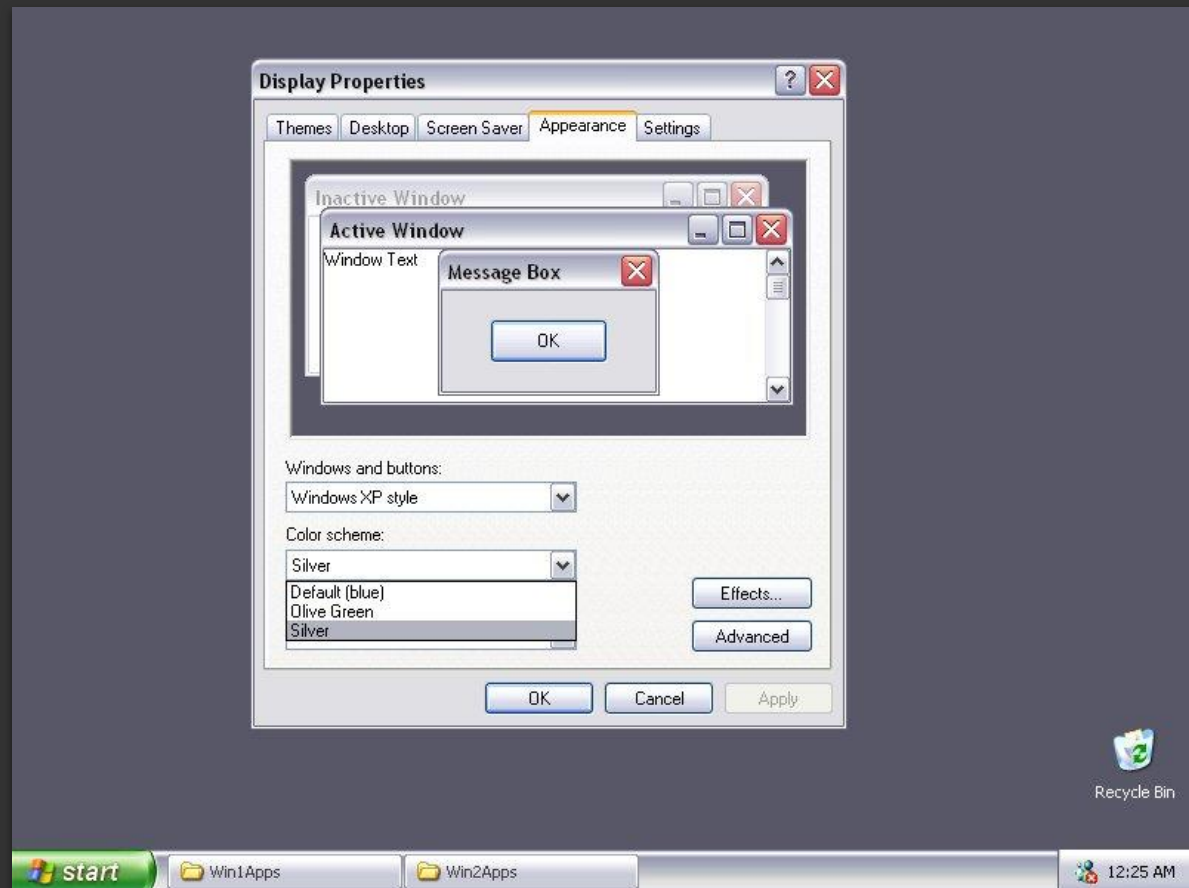 Display Properties
Themes Desktop Screen Saver Appearance Settings
Inactive Window
Active Window
Window Text
Message Box
OK
Windows and buttons:
Windows XP style
Color scheme:
Silver
Default (blue)
Olive Green
Silver
Effects...
Advanced
OK Cancel Apply
Recycle Bin
start Win1Apps Win2Apps 12:25 AM